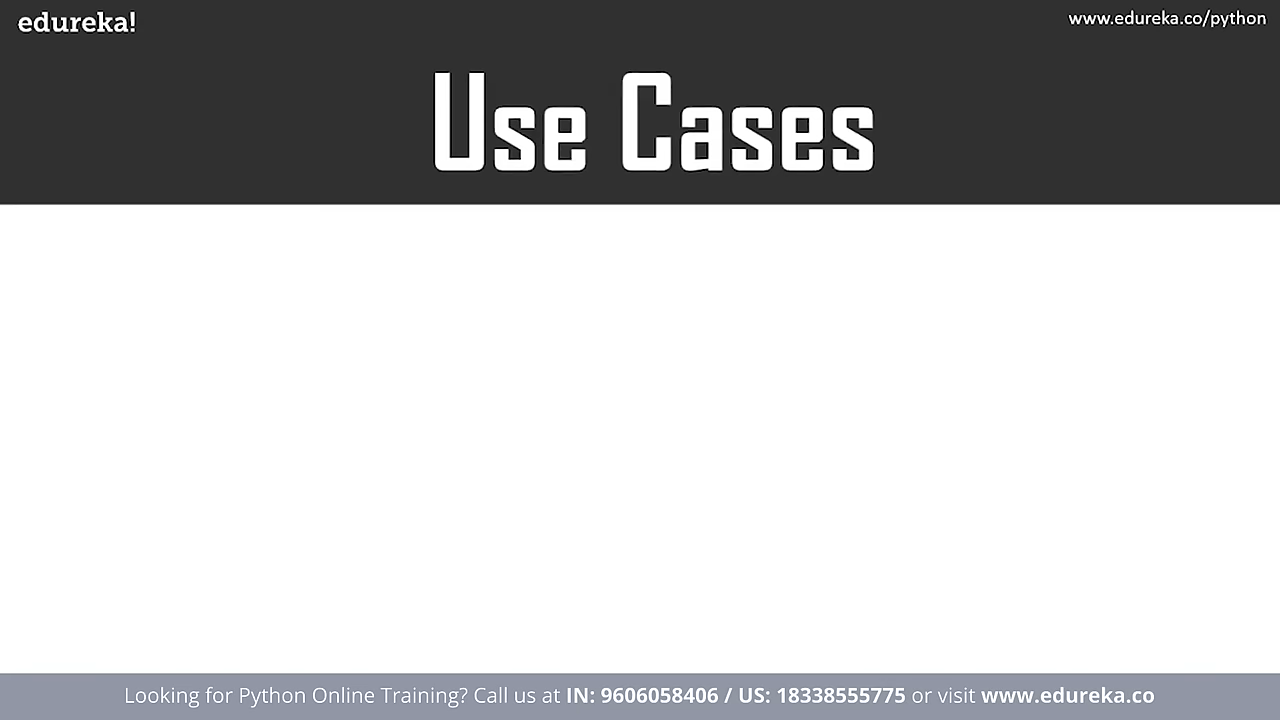 edureka!
www.edureka.co/python
Use Cases
Looking for Python Online Training? Call us at IN: 9606058406 / US: 18338555775 or visit www.edureka.co